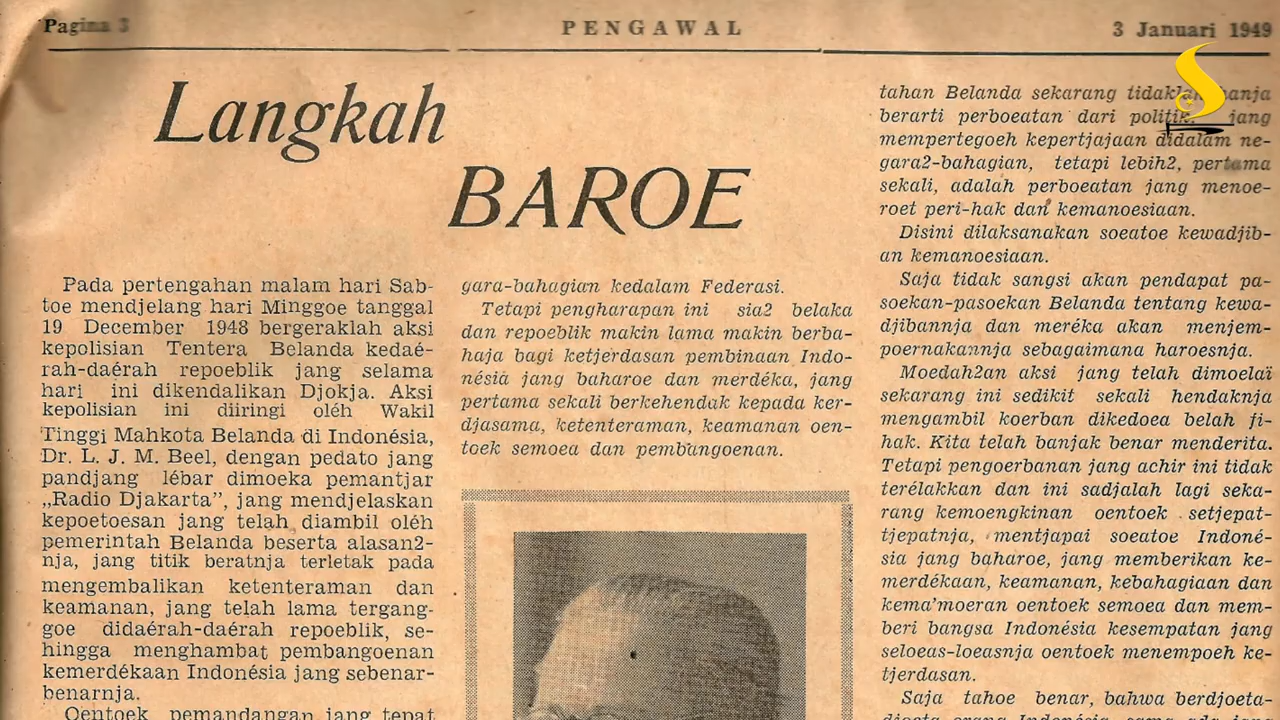 Pagina 3
PENGAWAL
3 Januari 1949
Langkah
BAROE
Pada pertengahan malam hari Sab-
toe mendjelang hari Minggoe tanggal
19 December 1948 bergeraklah aksi
kepolisian Tentera Belanda kedaé-
rah-daérah repoeblik jang selama
hari ini dikendalikan Djokja. Aksi
kepolisian ini diiringi oléh Wakil
Tinggi Mahkota Belanda di Indonésia,
Dr. L. J. M. Beel, dengan pedato jang
pandjang lébar dimoeka pemantjar
„Radio Djakarta”, jang mendjelaskan
kepoetoesan jang telah diambil oléh
pemerintah Belanda beserta alasan2-
nja, jang titik beratnja terletak pada
mengembalikan ketenteraman dan
keamanan, jang telah lama tergang-
goe didaérah-daérah repoeblik, se-
hingga menghambat pembangoenan
kemerdékaan Indonésia jang sebenar-
benarnja.
Oentoek pemandangan jang tepat
gara-bahagian kedalam Federasi.
Tetapi pengharapan ini sia2 belaka
dan repoeblik makin lama makin berba-
haja bagi ketjerdasan pembinaan Indo-
nésia jang baharoe dan merdéka, jang
pertama sekali berkehendak kepada ker-
djasama, ketenteraman, keamanan oen-
toek semoea dan pembangoenan.
tahan Belanda sekarang tidaklah hanja
berarti perboeatan dari politik, jang
mempertegoeh kepertjajaan didalam ne-
gara2-bahagian, tetapi lebih2, pertama
sekali, adalah perboeatan jang menoe-
roet peri-hak dan kemanoesiaan.
Disini dilaksanakan soeatoe kewadjib-
an kemanoesiaan.
Saja tidak sangsi akan pendapat pa-
soekan-pasoekan Belanda tentang kewa-
djibannja dan meréka akan menjem-
poernakannja sebagaimana haroesnja.
Moedah2an aksi jang telah dimoelaï
sekarang ini sedikit sekali hendaknja
mengambil koerban dikedoea belah fi-
hak. Kita telah banjak benar menderita.
Tetapi pengoerbanan jang achir ini tidak
terélakkan dan ini sadjalah lagi seka-
rang kemoengkinan oentoek setjepat-
tjepatnja, mentjapai soeatoe Indoné-
sia jang baharoe, jang memberikan ke-
merdékaan, keamanan, kebahagiaan dan
kema'moeran oentoek semoea dan mem-
beri bangsa Indonésia kesempatan jang
seloeas-loeasnja oentoek menempoeh ke-
tjerdasan.
Saja tahoe benar, bahwa berdjoeta-